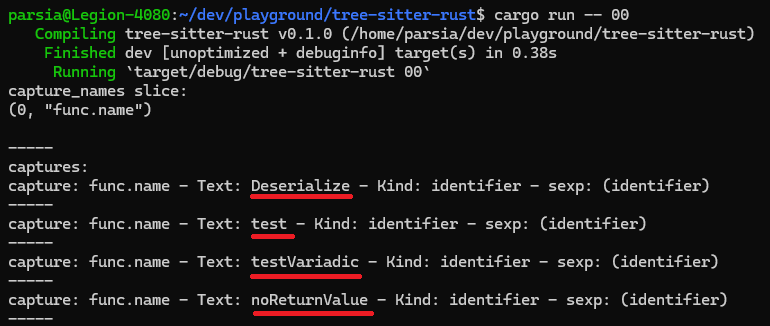 parsia@Legion-4080:~/dev/playground/tree-sitter-rust$ cargo run -- 00
   Compiling tree-sitter-rust v0.1.0 (/home/parsia/dev/playground/tree-sitter-rust)
    Finished dev [unoptimized + debuginfo] target(s) in 0.38s
     Running `target/debug/tree-sitter-rust 00`
capture_names slice:
(0, "func.name")

-----
captures:
capture: func.name - Text: Deserialize - Kind: identifier - sexp: (identifier)
-----
capture: func.name - Text: test - Kind: identifier - sexp: (identifier)
-----
capture: func.name - Text: testVariadic - Kind: identifier - sexp: (identifier)
-----
capture: func.name - Text: noReturnValue - Kind: identifier - sexp: (identifier)
-----